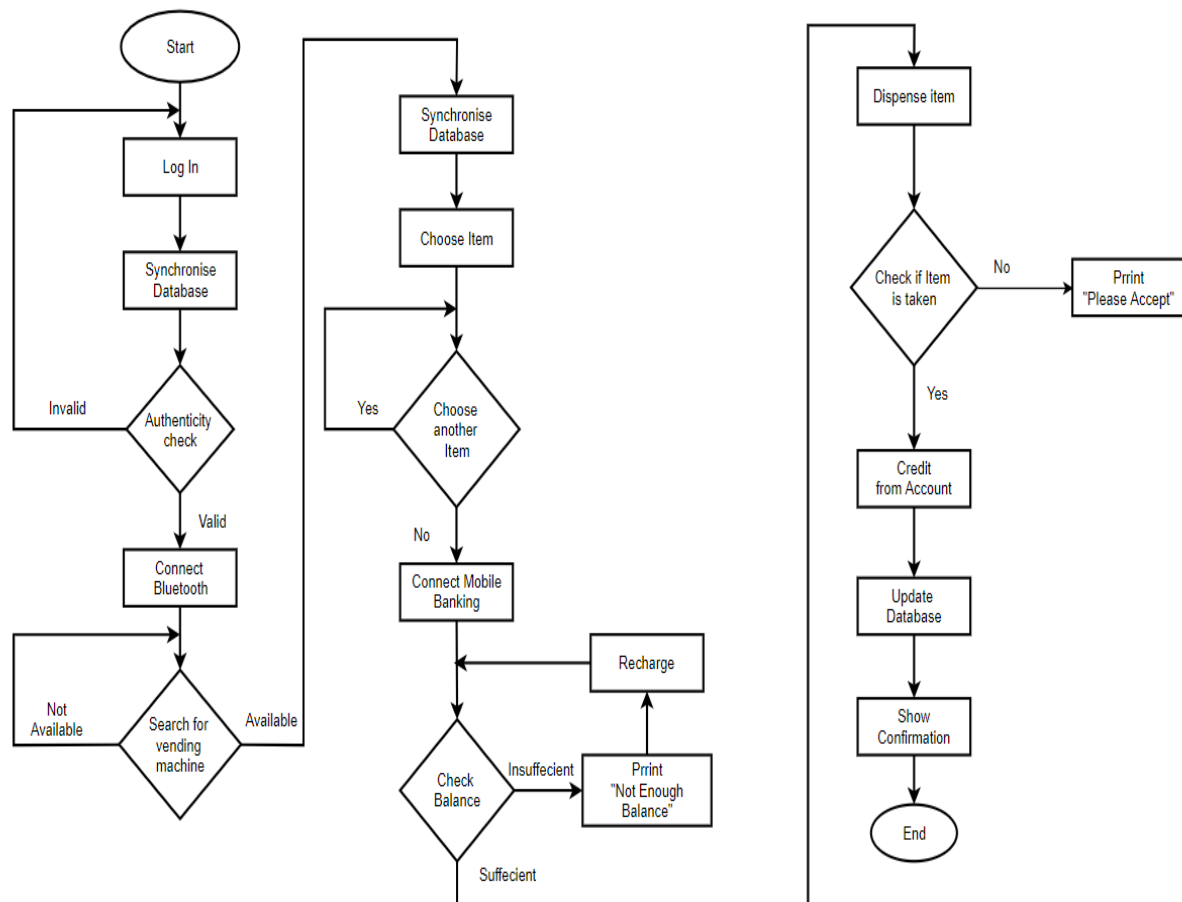 Start
Log In
Synchronise
Database
Invalid
Authenticity
check
Valid
Connect
Bluetooth
Not
Available
Search for
vending
machine
Available
Synchronise
Database
Choose Item
Yes
Choose
another
Item
No
Connect Mobile
Banking
Recharge
Check
Balance
Insuffecient
Prrint
"Not Enough
Balance"
Suffecient
Dispense item
Check if Item
is taken
No
Prrint
"Please Accept"
Yes
Credit
from Account
Update
Database
Show
Confirmation
End